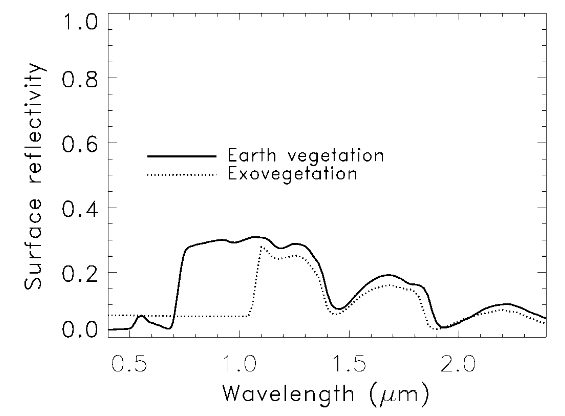 1.0
0.8
0.6
0.4
0.2
0.0
Surface reflectivity
Earth vegetation
Exovegetation
0.5 1.0 1.5 2.0
Wavelength (μm)